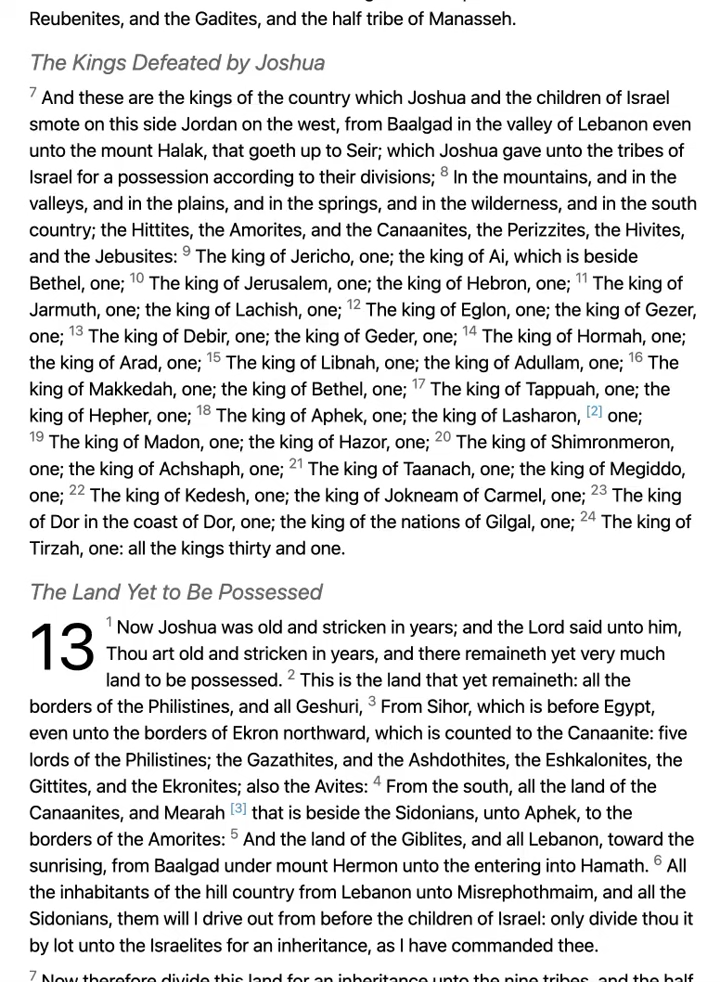 Reubenites, and the Gadites, and the half tribe of Manasseh.
The Kings Defeated by Joshua
7 And these are the kings of the country which Joshua and the children of Israel
smote on this side Jordan on the west, from Baalgad in the valley of Lebanon even
unto the mount Halak, that goeth up to Seir; which Joshua gave unto the tribes of
Israel for a possession according to their divisions; 8 In the mountains, and in the
valleys, and in the plains, and in the springs, and in the wilderness, and in the south
country; the Hittites, the Amorites, and the Canaanites, the Perizzites, the Hivites,
and the Jebusites: 9 The king of Jericho, one; the king of Ai, which is beside
Bethel, one; 10 The king of Jerusalem, one; the king of Hebron, one; 11 The king of
Jarmuth, one; the king of Lachish, one; 12 The king of Eglon, one; the king of Gezer,
one; 13 The king of Debir, one; the king of Geder, one; 14 The king of Hormah, one;
the king of Arad, one; 15 The king of Libnah, one; the king of Adullam, one; 16 The
king of Makkedah, one; the king of Bethel, one; 17 The king of Tappuah, one; the
king of Hepher, one; 18 The king of Aphek, one; the king of Lasharon, [2] one;
19 The king of Madon, one; the king of Hazor, one; 20 The king of Shimronmeron,
one; the king of Achshaph, one; 21 The king of Taanach, one; the king of Megiddo,
one; 22 The king of Kedesh, one; the king of Jokneam of Carmel, one; 23 The king
of Dor in the coast of Dor, one; the king of the nations of Gilgal, one; 24 The king of
Tirzah, one: all the kings thirty and one.
The Land Yet to Be Possessed
13 1 Now Joshua was old and stricken in years; and the Lord said unto him,
Thou art old and stricken in years, and there remaineth yet very much
land to be possessed. 2 This is the land that yet remaineth: all the
borders of the Philistines, and all Geshuri, 3 From Sihor, which is before Egypt,
even unto the borders of Ekron northward, which is counted to the Canaanite: five
lords of the Philistines; the Gazathites, and the Ashdothites, the Eshkalonites, the
Gittites, and the Ekronites; also the Avites: 4 From the south, all the land of the
Canaanites, and Mearah [3] that is beside the Sidonians, unto Aphek, to the
borders of the Amorites: 5 And the land of the Giblites, and all Lebanon, toward the
sunrising, from Baalgad under mount Hermon unto the entering into Hamath. 6 All
the inhabitants of the hill country from Lebanon unto Misrephothmaim, and all the
Sidonians, them will I drive out from before the children of Israel: only divide thou it
by lot unto the Israelites for an inheritance, as I have commanded thee.
7 Now therefore divide this land for an inheritance unto the nine tribes, and the half